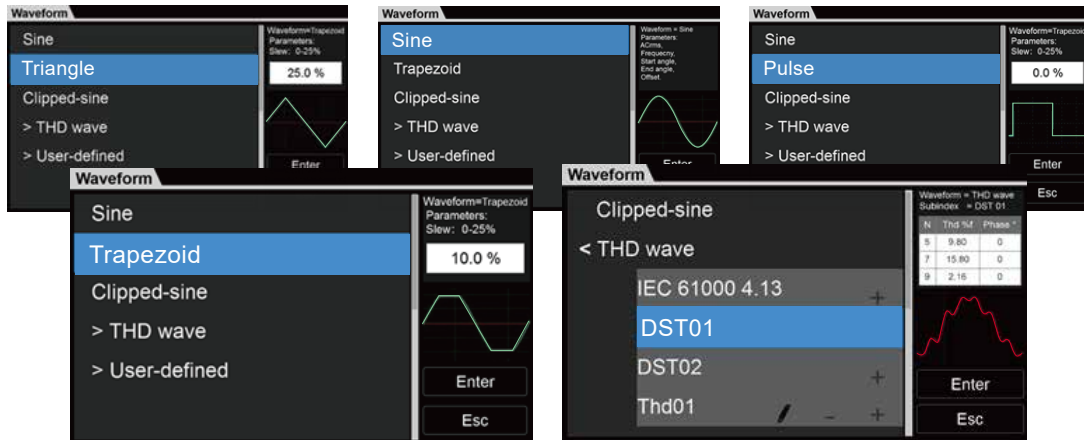 Waveform
Sine
Triangle
Clipped-sine
> THD wave
> User-defined
Waveform=Trapezoid
Parameters:
Slew: 0-25%
25.0 %
Enter
Waveform
Sine
Trapezoid
Clipped-sine
> THD wave
> User-defined
Waveform = Sine
Parameters:
ACrms,
Frequecny,
Start angle,
End angle,
Offset.
Enter
Waveform
Sine
Pulse
Clipped-sine
> THD wave
> User-defined
Waveform=Trapezoid
Parameters:
Slew: 0-25%
0.0 %
Enter
Esc
Waveform
Sine
Trapezoid
Clipped-sine
> THD wave
> User-defined
Waveform=Trapezoid
Parameters:
Slew: 0-25%
10.0 %
Enter
Esc
Waveform
Clipped-sine
< THD wave
IEC 61000 4.13 +
DST01
DST02 +
Thd01 / - +
Waveform = THD wave
Subindex = DST 01
N Thd %f Phase °
5 9.80 0
7 15.80 0
9 2.16 0
Enter
Esc